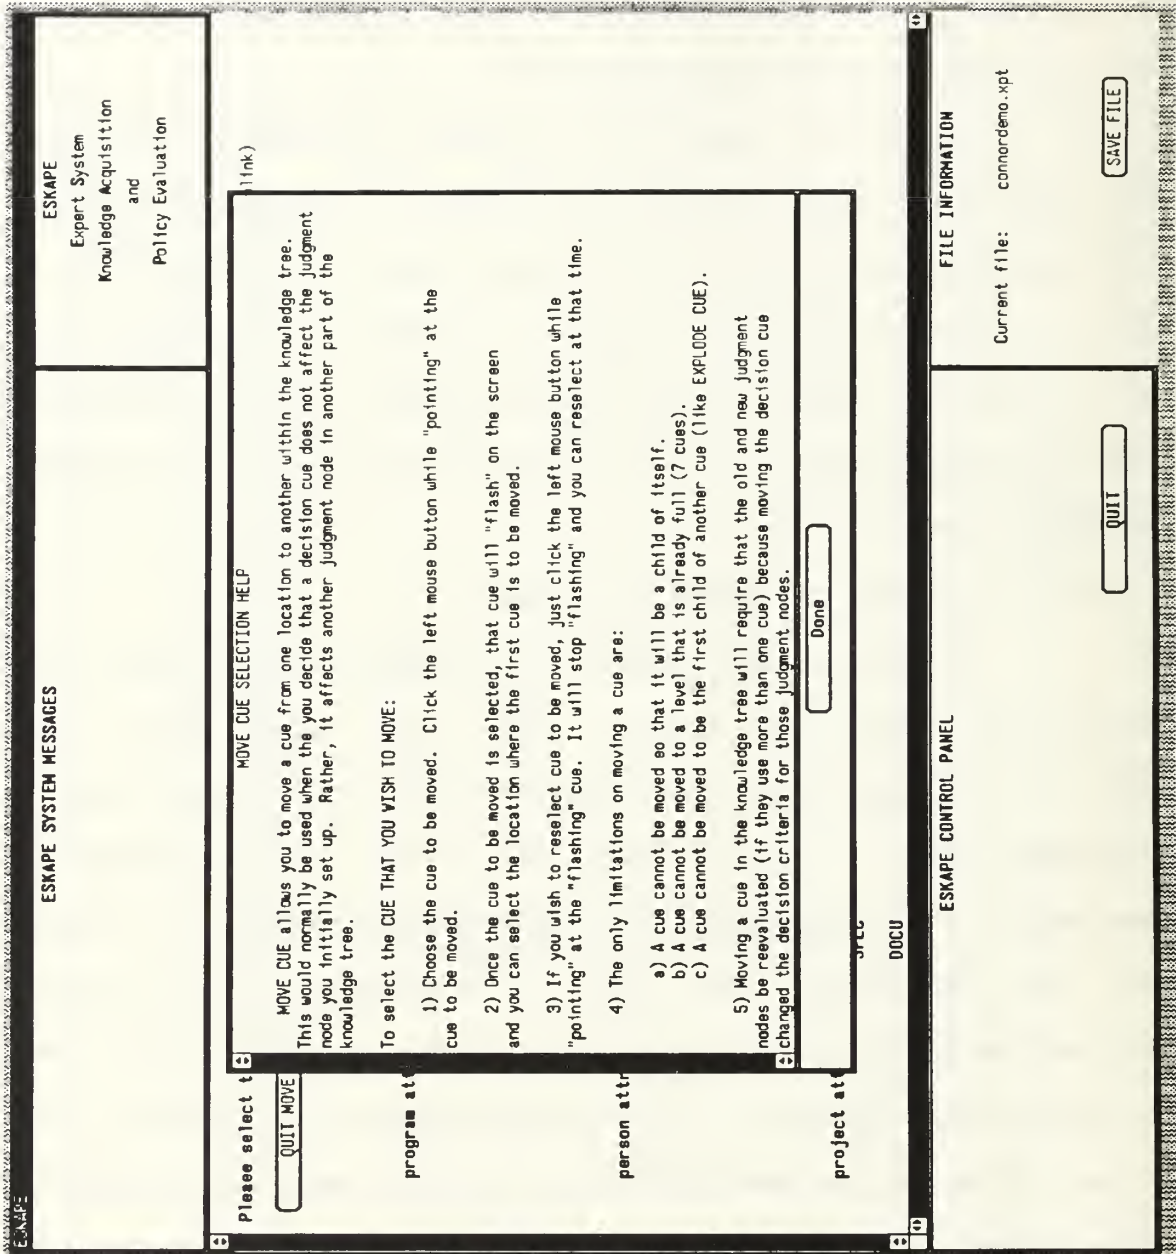 ESKAPE
ESKAPE SYSTEM MESSAGES
ESKAPE
Expert System
Knowledge Acquisition
and
Policy Evaluation
Please select t
link)
QUIT MOVE
program att
person attr
project att
DOCU
MOVE CUE SELECTION HELP
MOVE CUE allows you to move a cue from one location to another within the knowledge tree.
This would normally be used when the you decide that a decision cue does not affect the judgment
node you initially set up. Rather, it affects another judgment node in another part of the
knowledge tree.
To select the CUE THAT YOU WISH TO MOVE:
1) Choose the cue to be moved. Click the left mouse button while "pointing" at the
cue to be moved.
2) Once the cue to be moved is selected, that cue will "flash" on the screen
and you can select the location where the first cue is to be moved.
3) If you wish to reselect cue to be moved, just click the left mouse button while
"pointing" at the "flashing" cue. It will stop "flashing" and you can reselect at that time.
4) The only limitations on moving a cue are:
a) A cue cannot be moved so that it will be a child of itself.
b) A cue cannot be moved to a level that is already full (7 cues).
c) A cue cannot be moved to be the first child of another cue (like EXPLODE CUE).
5) Moving a cue in the knowledge tree will require that the old and new judgment
nodes be reevaluated (if they use more than one cue) because moving the decision cue
changed the decision criteria for those judgment nodes.
Done
ESKAPE CONTROL PANEL
QUIT
FILE INFORMATION
Current file: connordemo.xpt
SAVE FILE